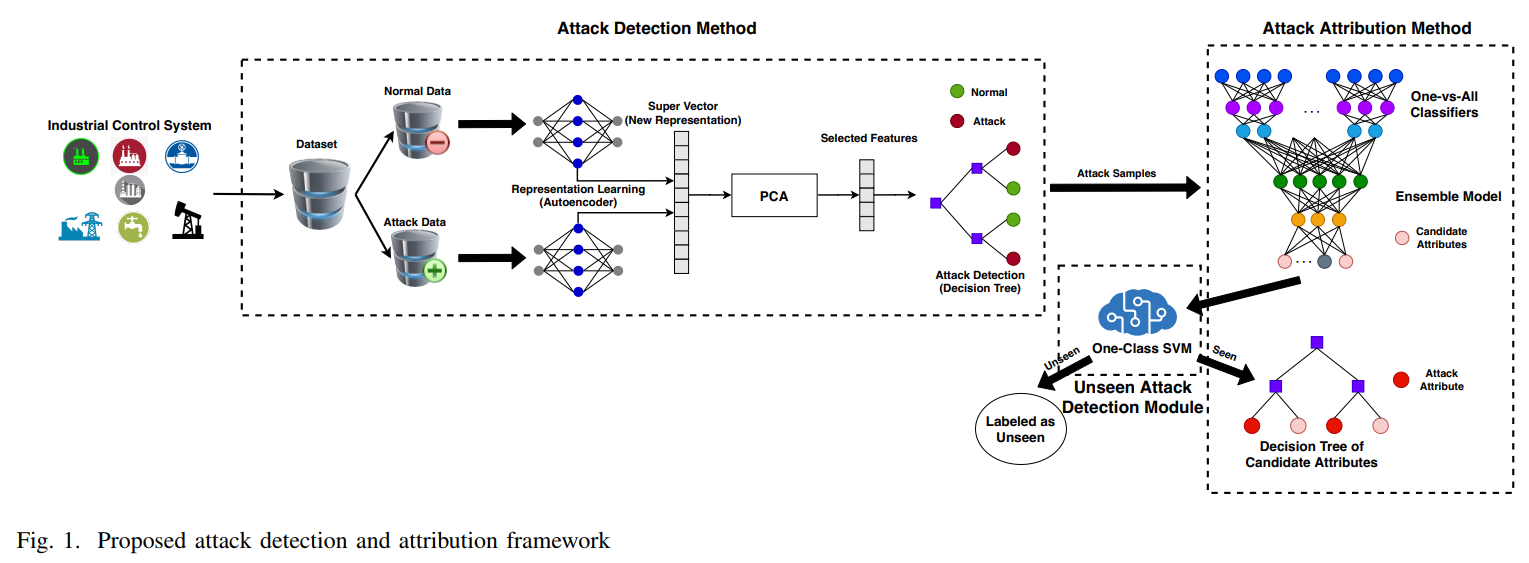 Attack Detection Method
Attack Attribution Method
Industrial Control System
Dataset
Normal Data
Attack Data
Super Vector
(New Representation)
Representation Learning
(Autoencoder)
PCA
Selected Features
Normal
Attack
Attack Detection
(Decision Tree)
Attack Samples
One-vs-All
Classifiers
Ensemble Model
Candidate
Attributes
One-Class SVM
Unseen
Seen
Unseen Attack
Detection Module
Labeled as
Unseen
Attack
Attribute
Decision Tree of
Candidate Attributes
Fig. 1. Proposed attack detection and attribution framework